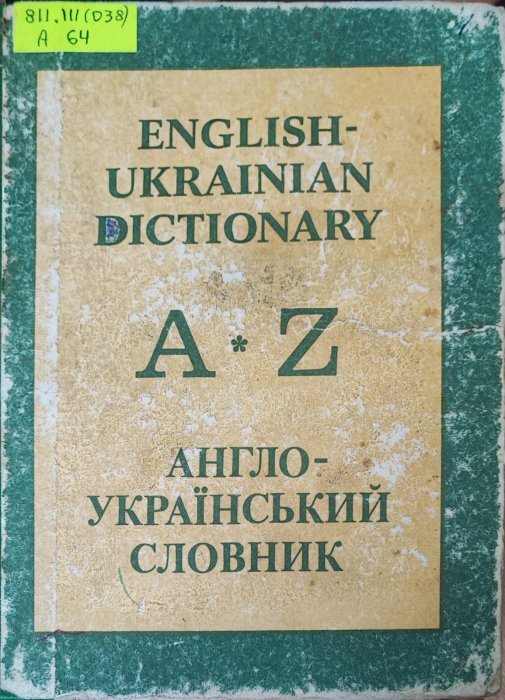 811.111(038)
А 64
ENGLISH-
UKRAINIAN
DICTIONARY
A * Z
АНГЛО-
УКРАЇНСЬКИЙ
СЛОВНИК